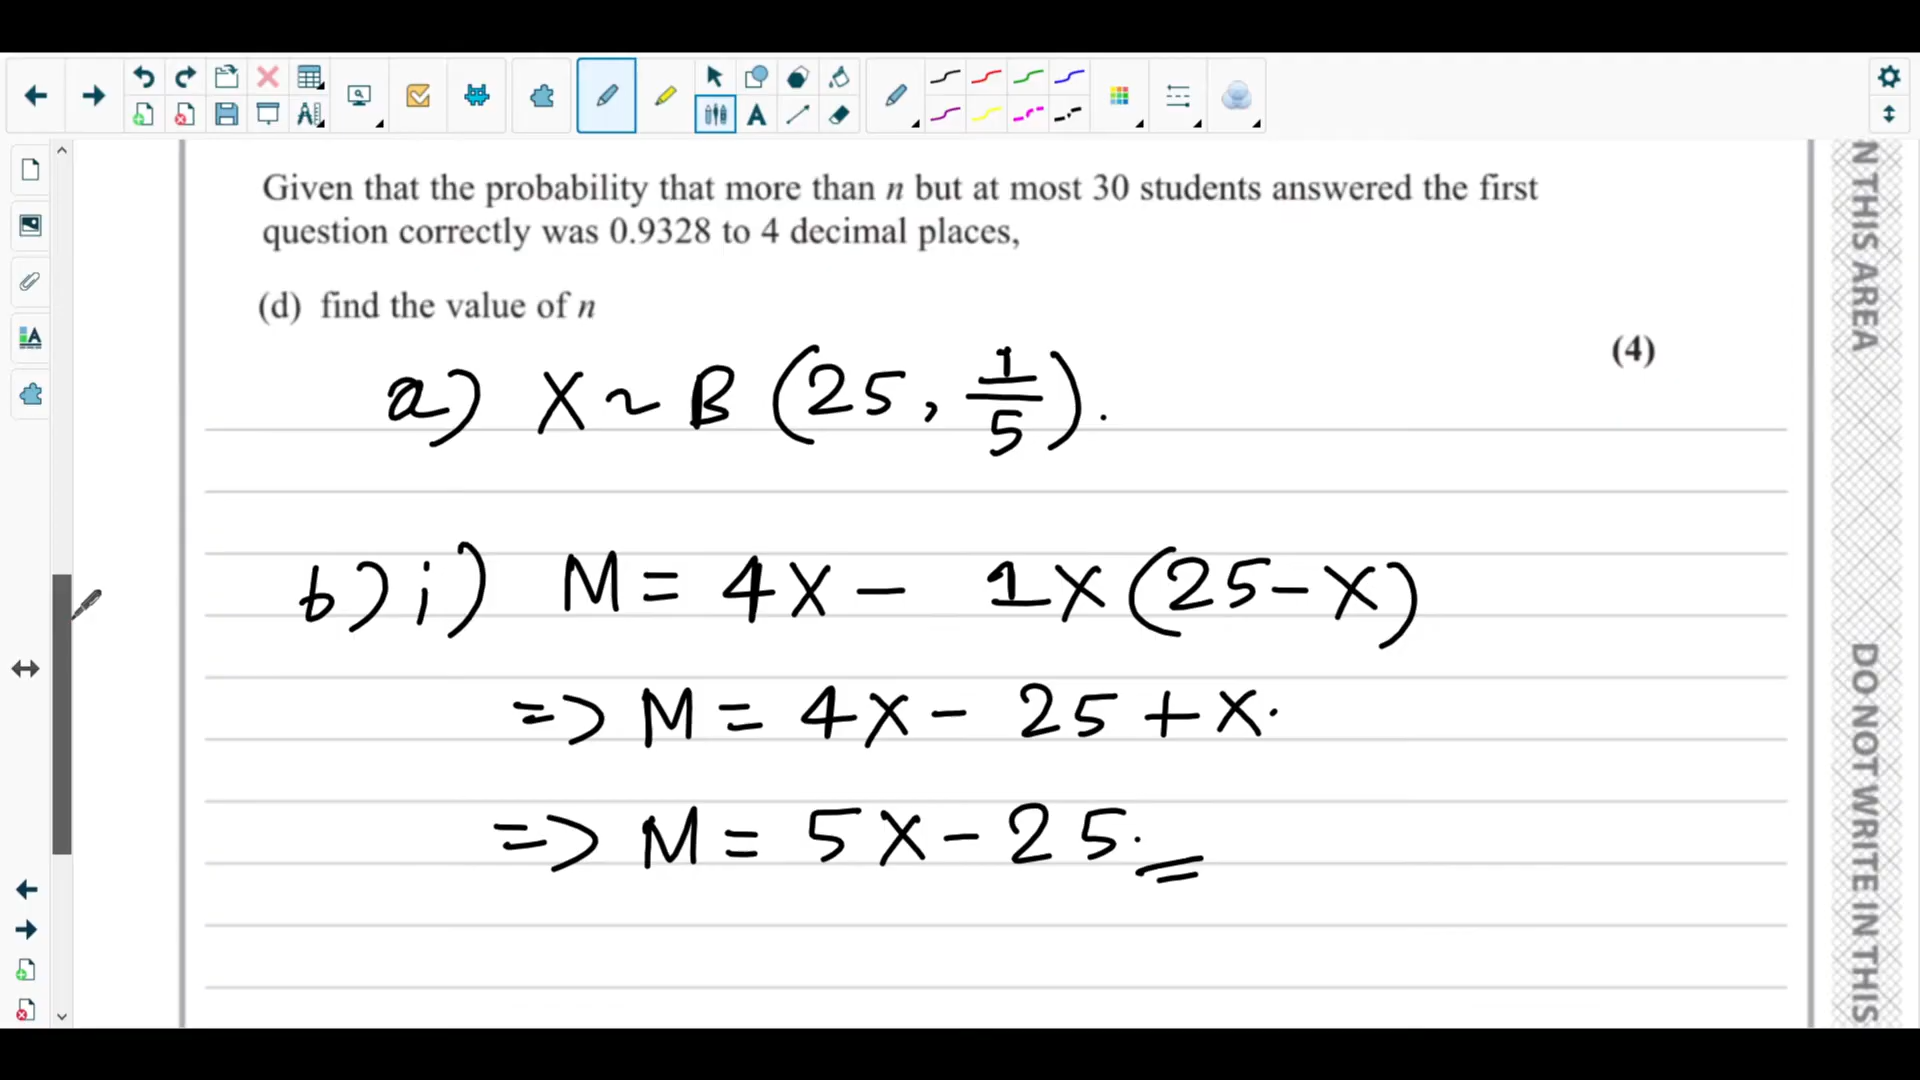 Given that the probability that more than n but at most 30 students answered the first
question correctly was 0.9328 to 4 decimal places,
(d) find the value of n
(4)
a) X ~ B (25, 1/5).
b) i) M = 4X - 1X(25-X)
=> M = 4X - 25 + X.
=> M = 5X - 25.
N THIS AREA
DO NOT WRITE IN THIS